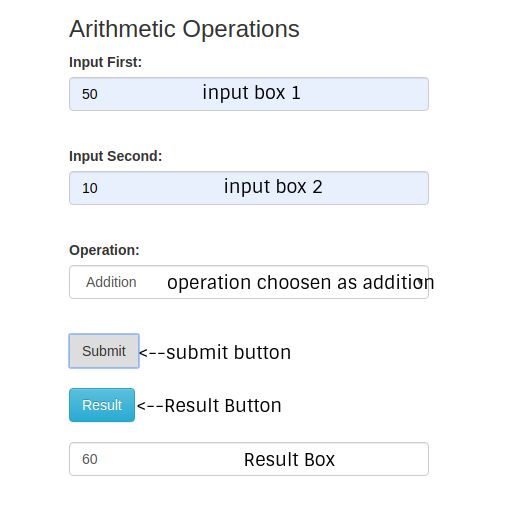 Arithmetic Operations
Input First:
50 input box 1
Input Second:
10 input box 2
Operation:
Addition operation choosen as addition
Submit <--submit button
Result <--Result Button
60 Result Box